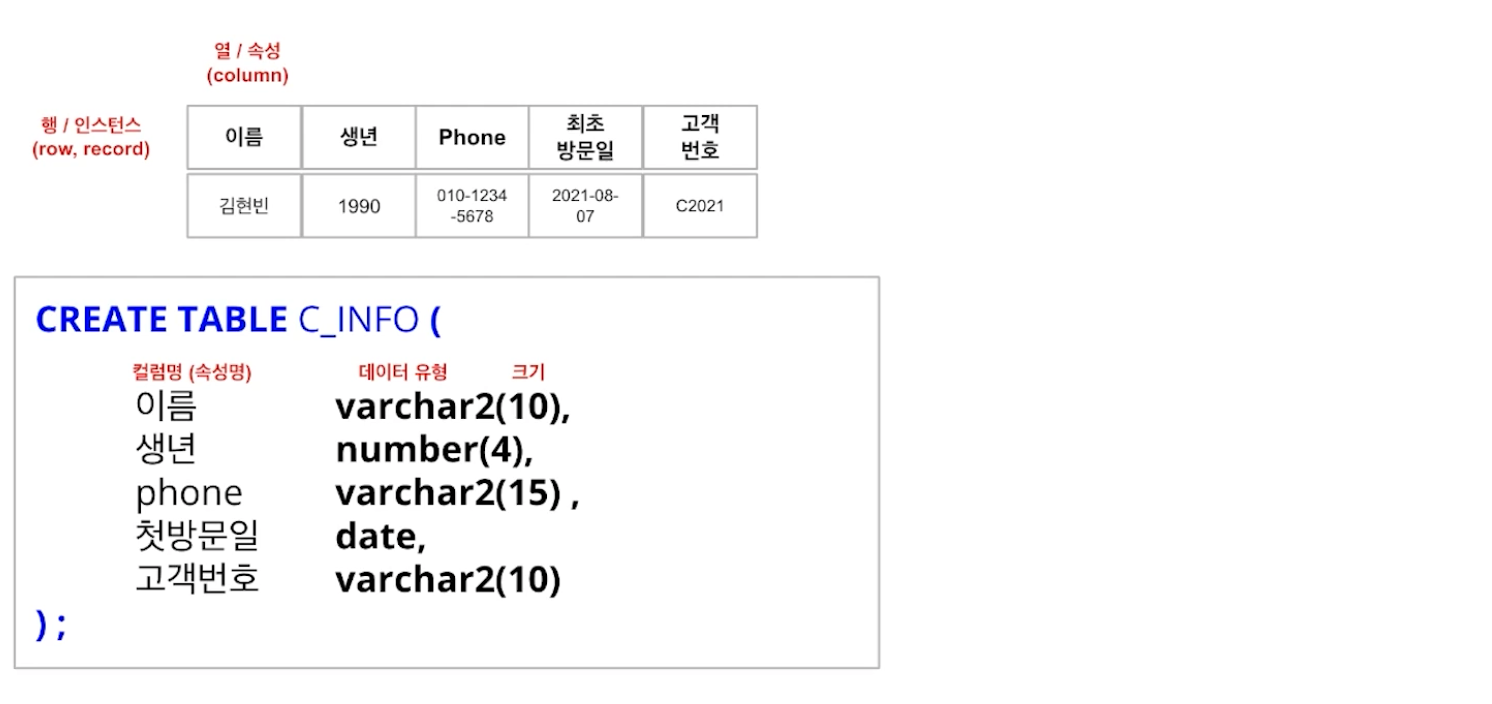 열 / 속성
(column)
행 / 인스턴스
(row, record)
이름 생년 Phone 최초 고객
방문일 번호
김현빈 1990 010-1234 2021-08- C2021
-5678 07
CREATE TABLE C_INFO (
컬럼명 (속성명) 데이터 유형 크기
이름 varchar2(10),
생년 number(4),
phone varchar2(15) ,
첫방문일 date,
고객번호 varchar2(10)
) ;